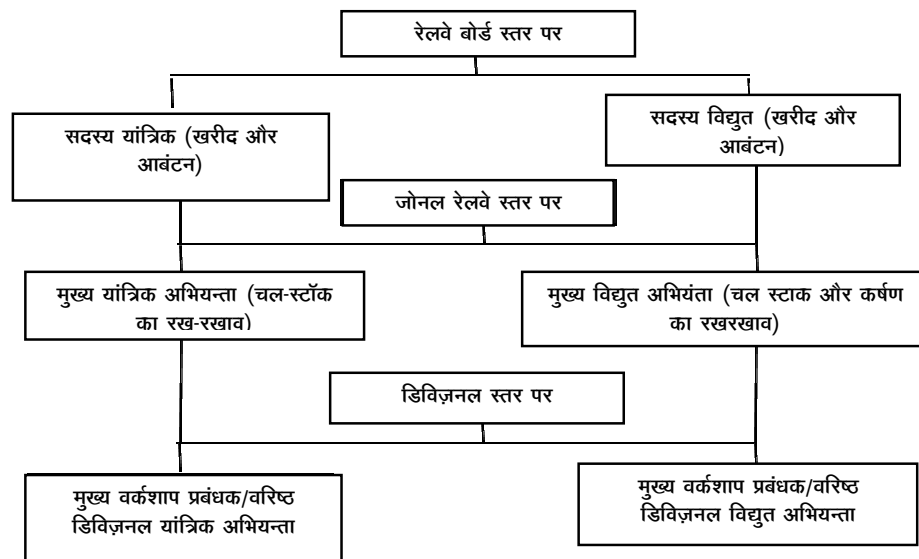 रेलवे बोर्ड स्तर पर
सदस्य यांत्रिक (खरीद और
आबंटन)
सदस्य विद्युत (खरीद और
आबंटन)
जोनल रेलवे स्तर पर
मुख्य यांत्रिक अभियन्ता (चल-स्टॉक
का रख-रखाव)
मुख्य विद्युत अभियंता (चल स्टाक और कर्षण
का रखरखाव)
डिविज़नल स्तर पर
मुख्य वर्कशाप प्रबंधक/वरिष्ठ
डिविज़नल यांत्रिक अभियन्ता
मुख्य वर्कशाप प्रबंधक/वरिष्ठ
डिविज़नल विद्युत अभियन्ता